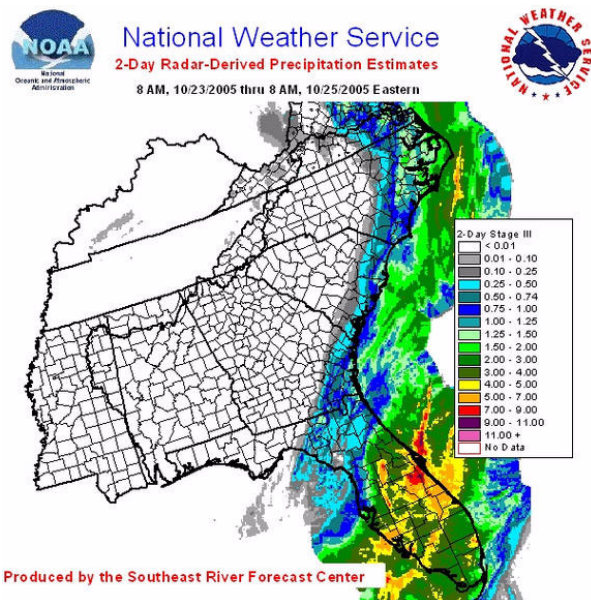 NOAA
National
Oceanic and Atmospheric
Administration
National Weather Service
2-Day Radar-Derived Precipitation Estimates
8 AM, 10/23/2005 thru 8 AM, 10/25/2005 Eastern
NATIONAL WEATHER SERVICE
2-Day Stage III
< 0.01
0.01 - 0.10
0.10 - 0.25
0.25 - 0.50
0.50 - 0.74
0.75 - 1.00
1.00 - 1.25
1.25 - 1.50
1.50 - 2.00
2.00 - 3.00
3.00 - 4.00
4.00 - 5.00
5.00 - 7.00
7.00 - 9.00
9.00 - 11.00
11.00 +
No Data
Produced by the Southeast River Forecast Center